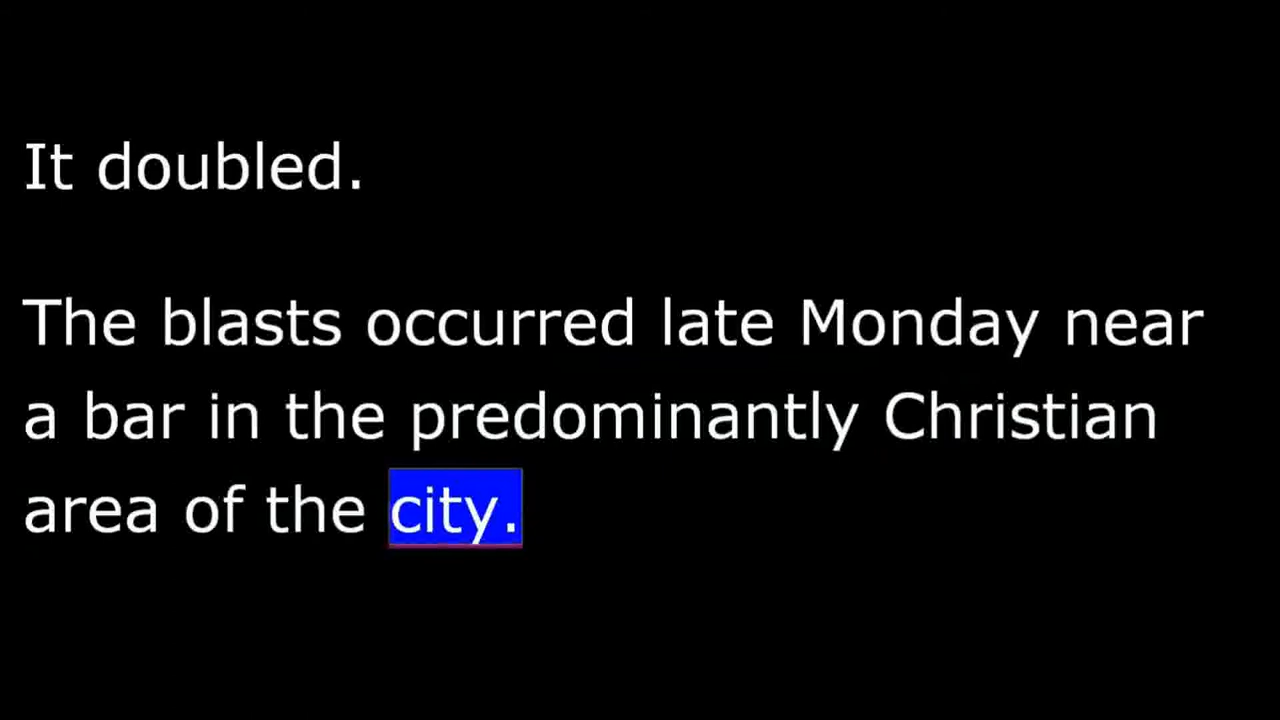 It doubled.
The blasts occurred late Monday near
a bar in the predominantly Christian
area of the city.